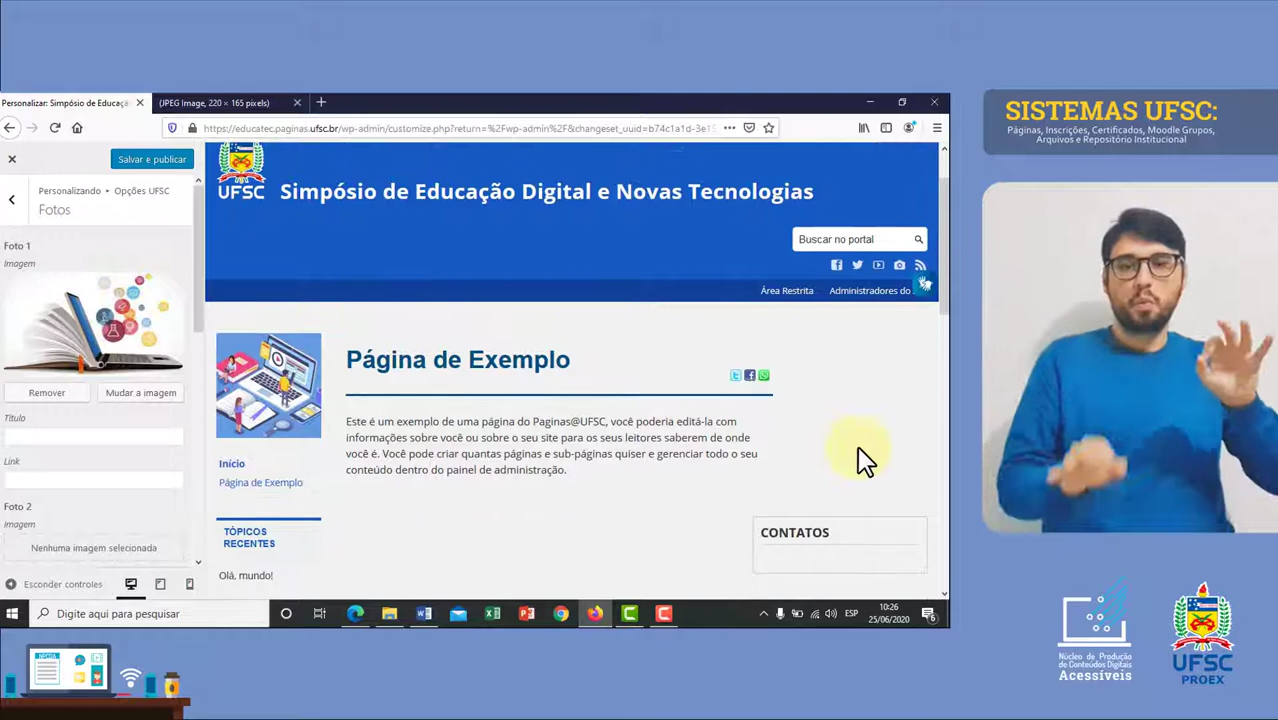 Personalizar: Simpósio de Educaçã
(JPEG Image, 220 × 165 pixels)
https://educatec.paginas.ufsc.br/wp-admin/customize.php?return=%2Fwp-admin%2F&changeset_uuid=b74c1a1d-3e15
Salvar e publicar
Personalizando • Opções UFSC
Fotos
Foto 1
Imagem
Remover
Mudar a imagem
Título
Link
Foto 2
Imagem
Nenhuma imagem selecionada
Esconder controles
UFSC
Simpósio de Educação Digital e Novas Tecnologias
Buscar no portal
Área Restrita
Administradores do
Página de Exemplo
Este é um exemplo de uma página do Paginas@UFSC, você poderia editá-la com
informações sobre você ou sobre o seu site para os seus leitores saberem de onde
você é. Você pode criar quantas páginas e sub-páginas quiser e gerenciar todo o seu
conteúdo dentro do painel de administração.
Início
Página de Exemplo
TÓPICOS
RECENTES
Olá, mundo!
CONTATOS
Digite aqui para pesquisar
ESP
10:26
25/06/2020
6
SISTEMAS UFSC:
Páginas, Inscrições, Certificados, Moodle Grupos,
Arquivos e Repositório Institucional
Núcleo de Produção
de Conteúdos Digitais
Acessíveis
UFSC
PROEX
NPCDA